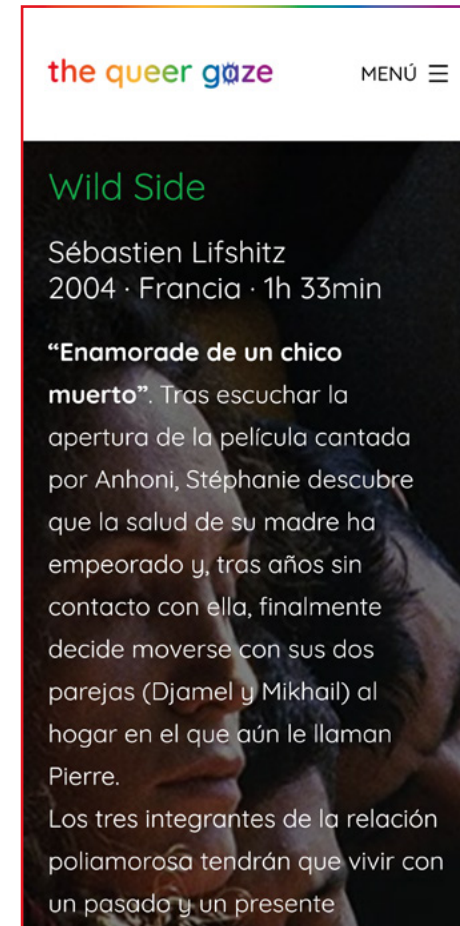 the queer gaze
MENÚ
Wild Side
Sébastien Lifshitz
2004 · Francia · 1h 33min
“Enamorade de un chico
muerto”. Tras escuchar la
apertura de la película cantada
por Anhoni, Stéphanie descubre
que la salud de su madre ha
empeorado y, tras años sin
contacto con ella, finalmente
decide moverse con sus dos
parejas (Djamel y Mikhail) al
hogar en el que aún le llaman
Pierre.
Los tres integrantes de la relación
poliamorosa tendrán que vivir con
un pasado y un presente